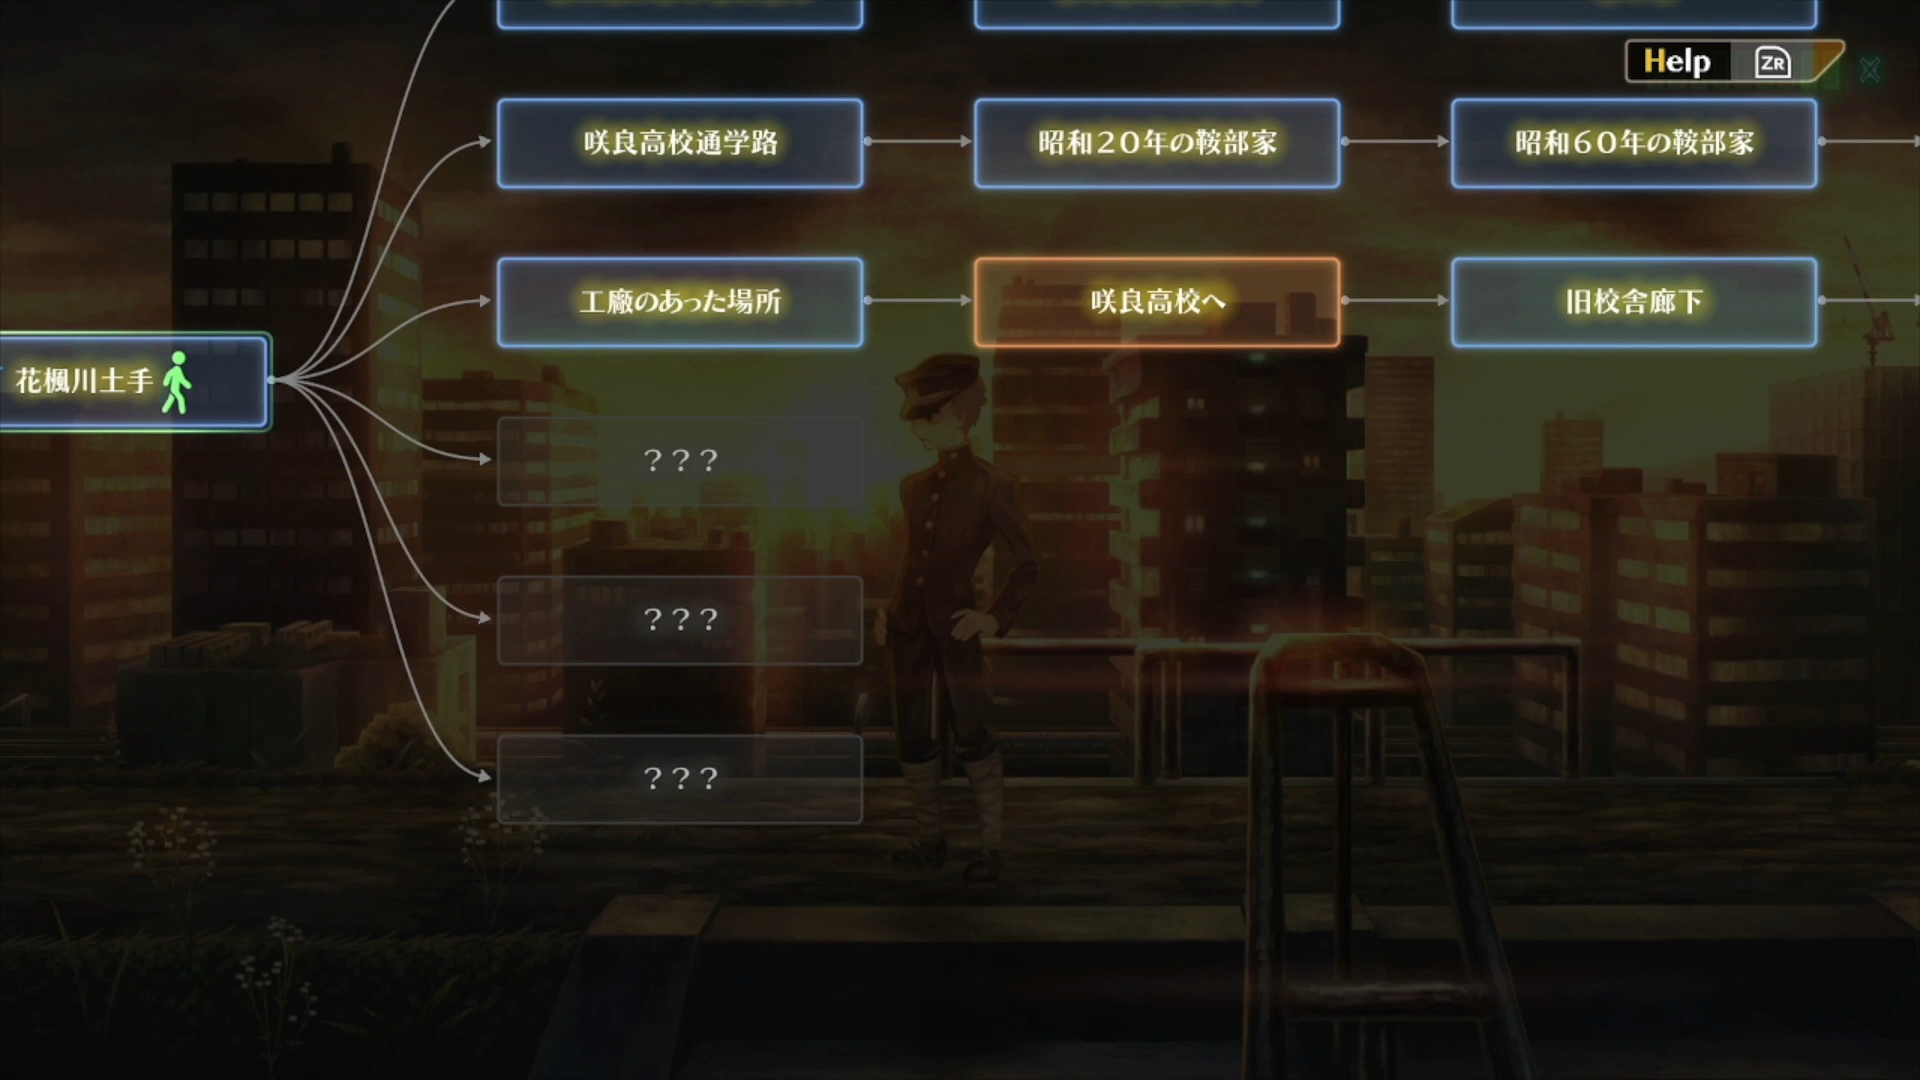 Help ZR
咲良高校通学路
昭和20年の鞍部家
昭和60年の鞍部家
工廠のあった場所
咲良高校へ
旧校舎廊下
花楓川土手
？？？
？？？
？？？